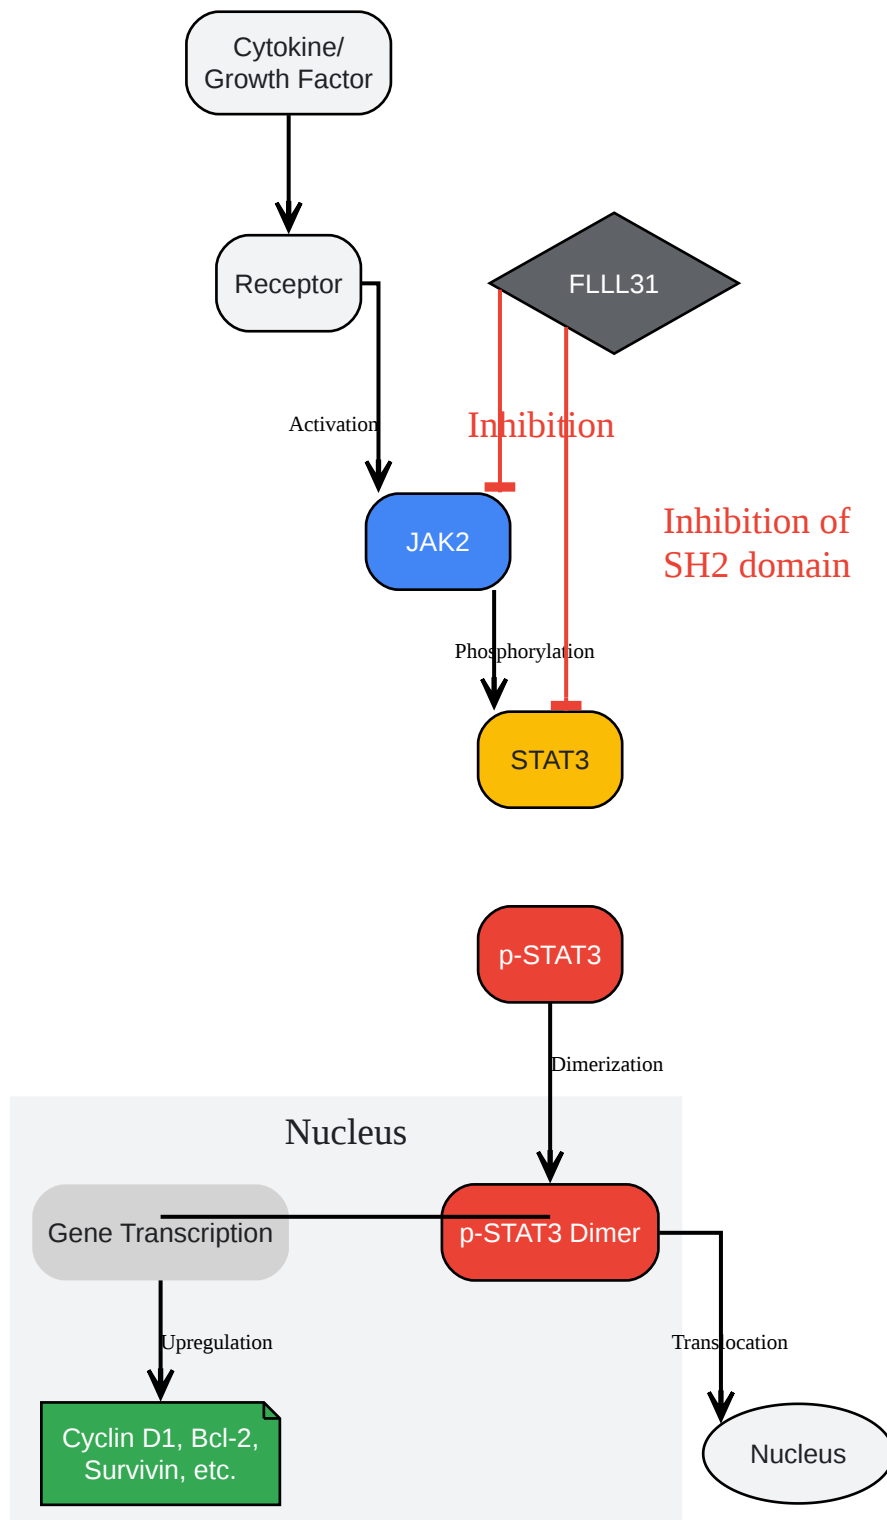 Cytokine/
Growth Factor
Receptor
FLLL31
Activation
Inhibition
Inhibition of
SH2 domain
JAK2
Phosphorylation
STAT3
p-STAT3
Dimerization
Nucleus
Gene Transcription
p-STAT3 Dimer
Upregulation
Translocation
Cyclin D1, Bcl-2,
Survivin, etc.
Nucleus